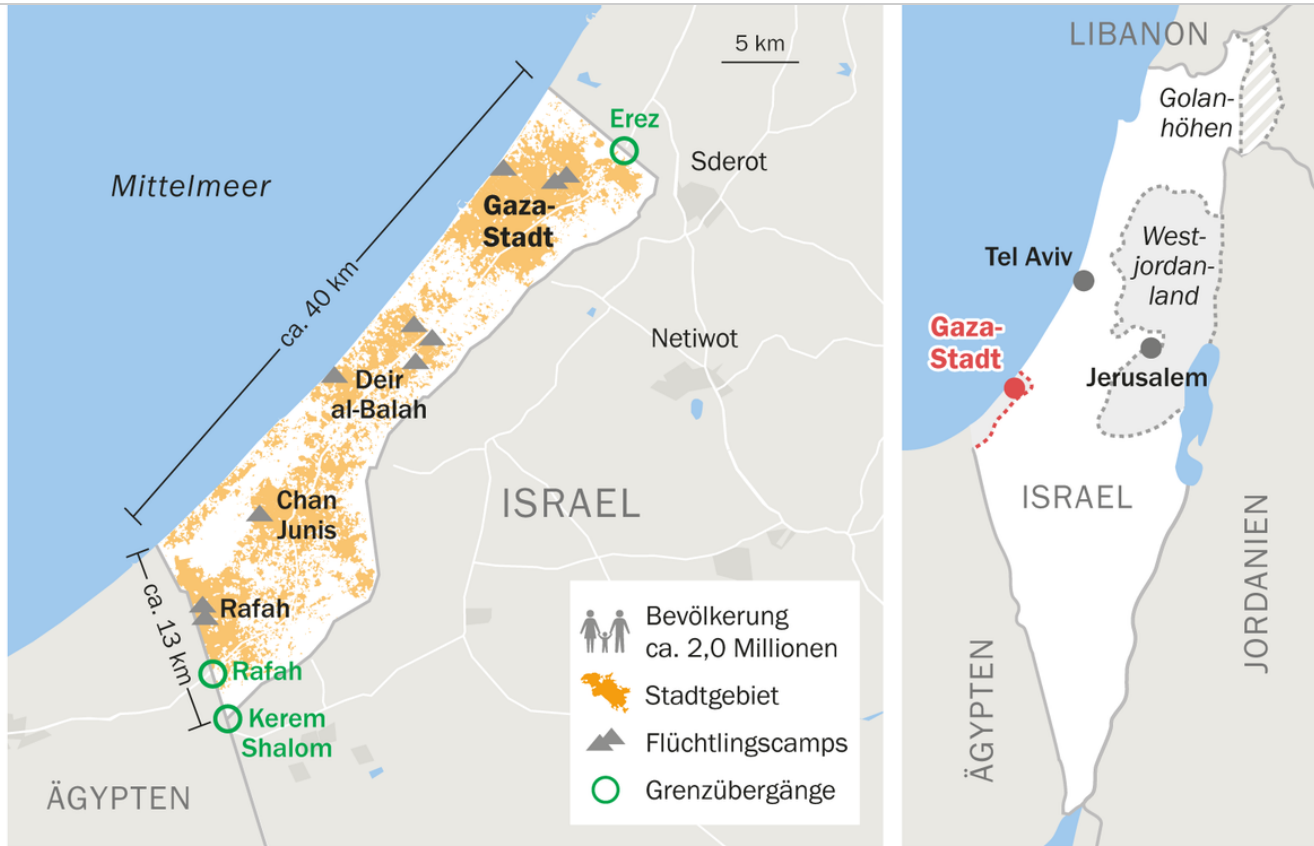 5 km
Erez
Sderot
Mittelmeer
Gaza-
Stadt
ca. 40 km
Netiwot
Deir
al-Balah
Chan
Junis
ISRAEL
Rafah
ca. 13 km
Rafah
Kerem
Shalom
ÄGYPTEN
Bevölkerung
ca. 2,0 Millionen
Stadtgebiet
Flüchtlingscamps
Grenzübergänge
LIBANON
Golan-
höhen
West-
jordan-
land
Tel Aviv
Gaza-
Stadt
Jerusalem
ISRAEL
JORDANIEN
ÄGYPTEN